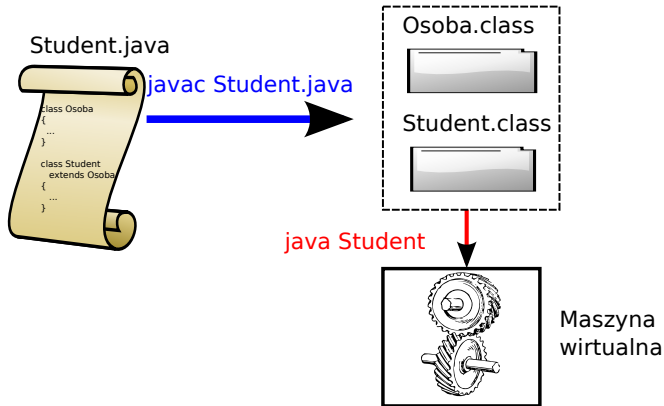 Student.java
class Osoba
{
...
}
class Student
extends Osoba
{
...
}
javac Student.java
Osoba.class
Student.class
java Student
Maszyna
wirtualna